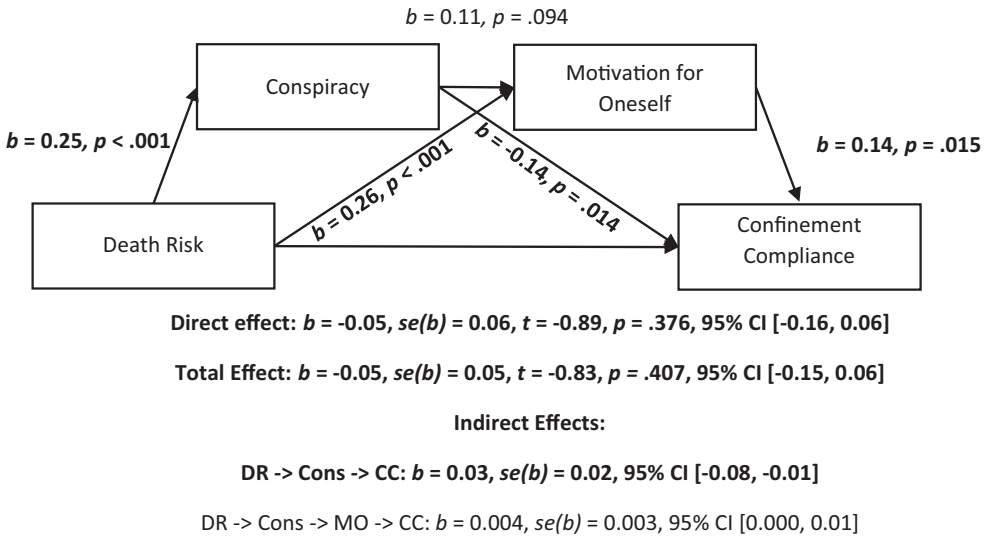 b = 0.11, p = .094
Conspiracy
Motivation for
Oneself
b = 0.25, p < .001
b = 0.26, p < .001
b = -0.14, p = .014
b = 0.14, p = .015
Death Risk
Confinement
Compliance
Direct effect: b = -0.05, se(b) = 0.06, t = -0.89, p = .376, 95% CI [-0.16, 0.06]
Total Effect: b = -0.05, se(b) = 0.05, t = -0.83, p = .407, 95% CI [-0.15, 0.06]
Indirect Effects:
DR -> Cons -> CC: b = 0.03, se(b) = 0.02, 95% CI [-0.08, -0.01]
DR -> Cons -> MO -> CC: b = 0.004, se(b) = 0.003, 95% CI [0.000, 0.01]